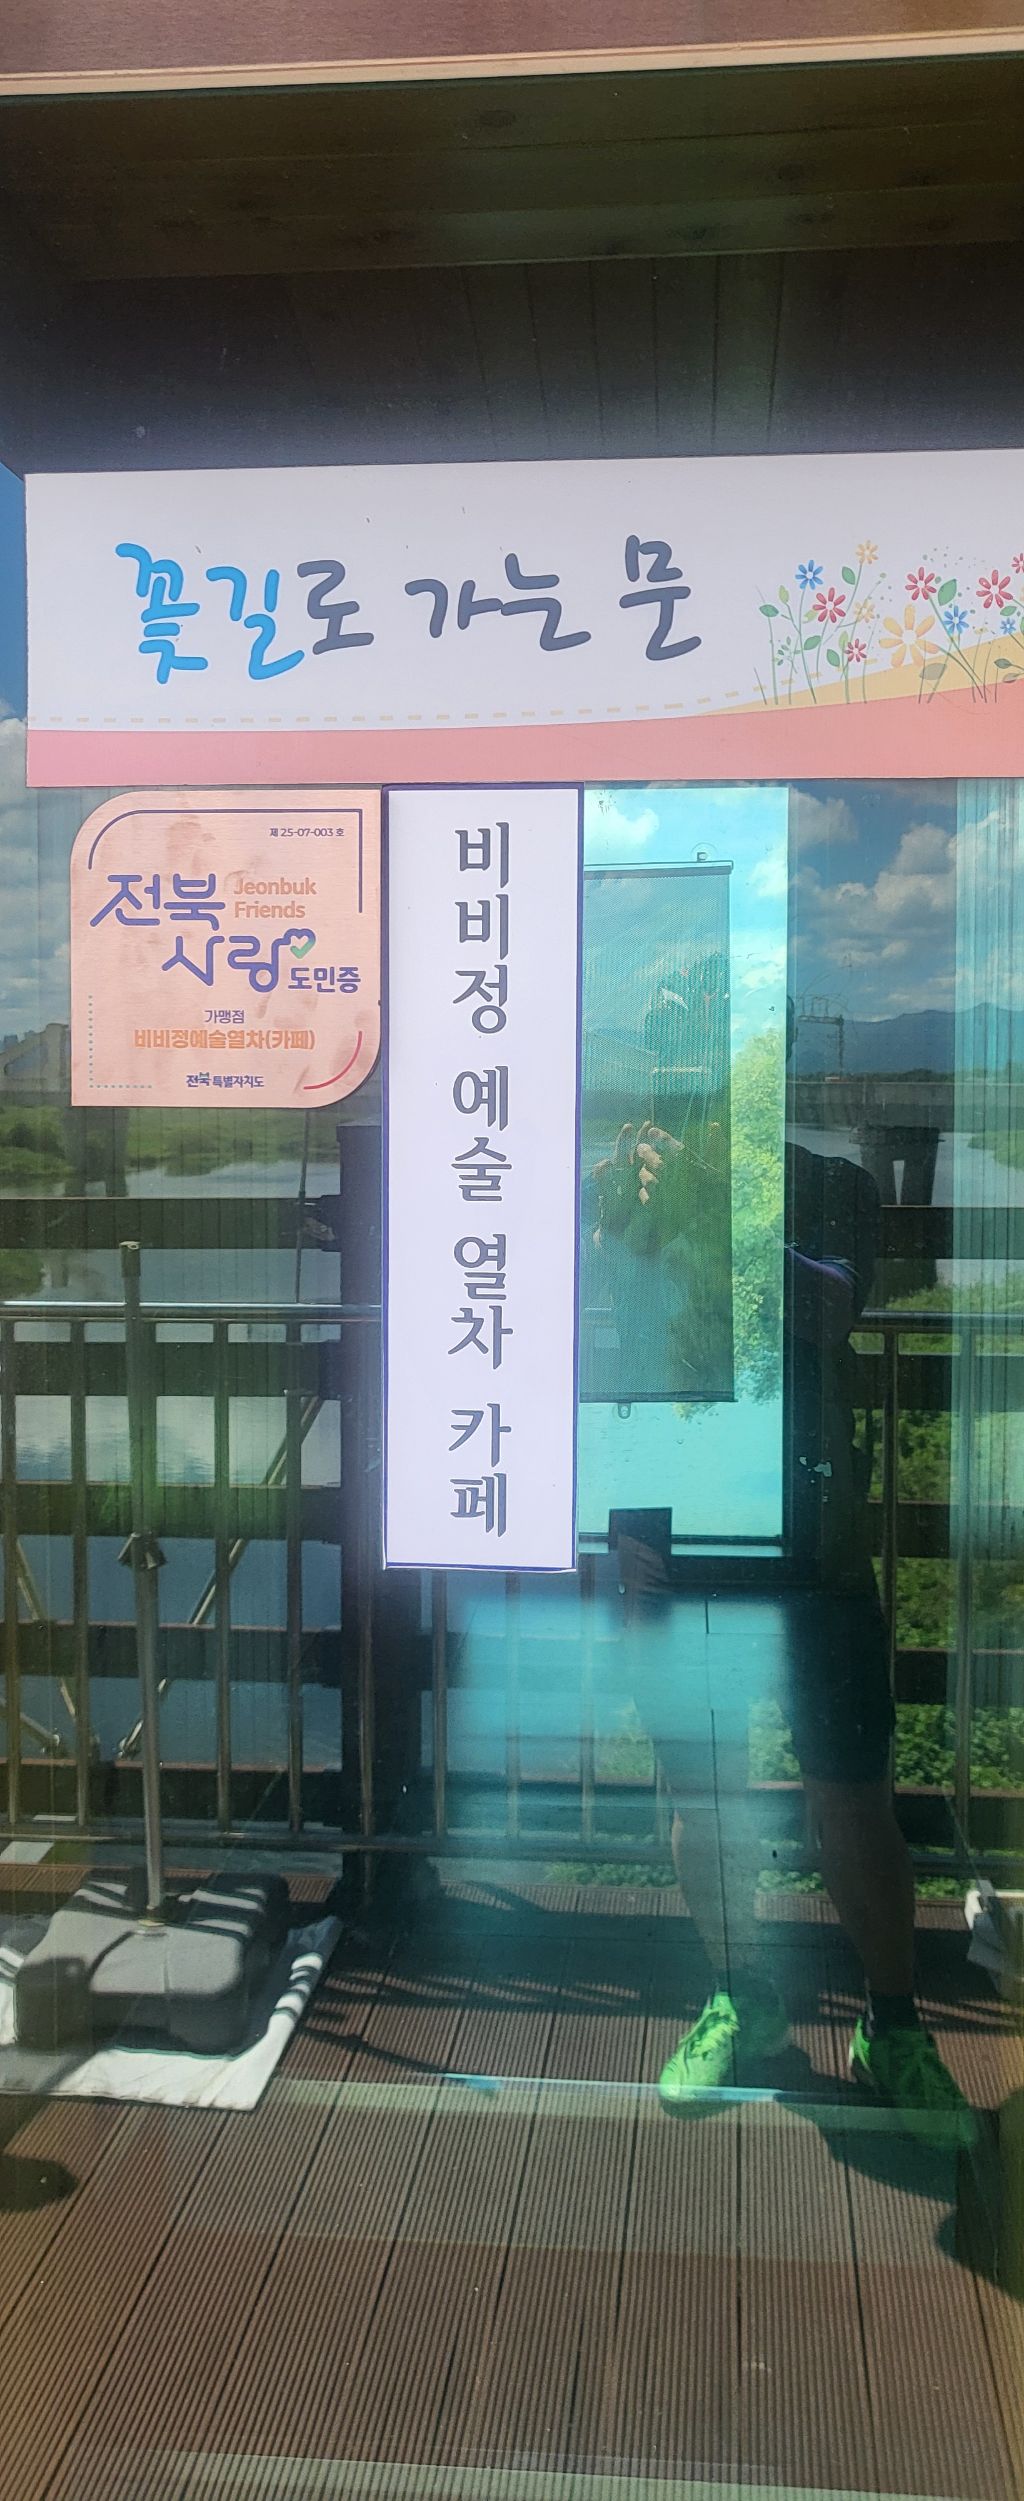 꽃길로 가는 문
제 25-07-003 호
전북 Jeonbuk
Friends
사랑 도민증
가맹점
비비정예술열차(카페)
전북특별자치도
비비정 예술 열차 카페